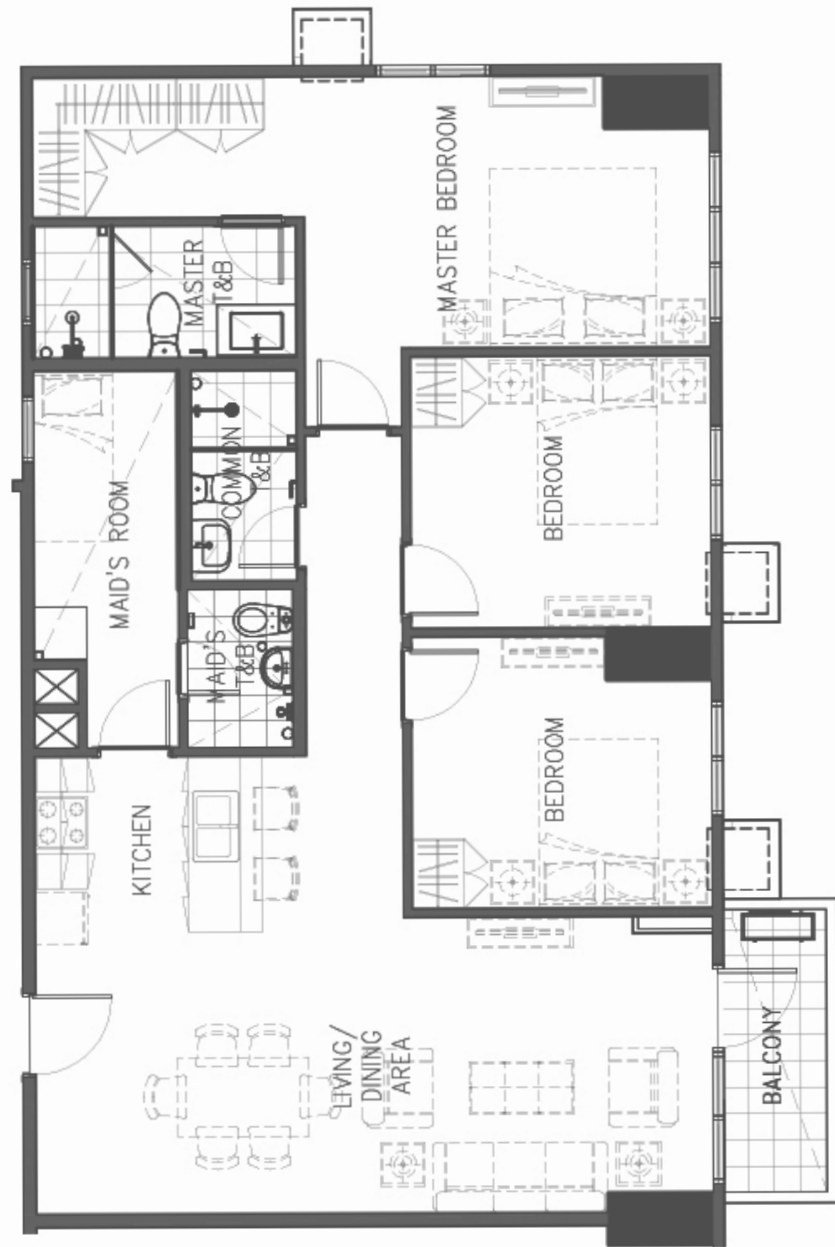 MASTER BEDROOM
MASTER
T&B
COMMON
T&B
BEDROOM
MAID'S ROOM
MAID'S
T&B
BEDROOM
KITCHEN
LIVING/
DINING
AREA
BALCONY